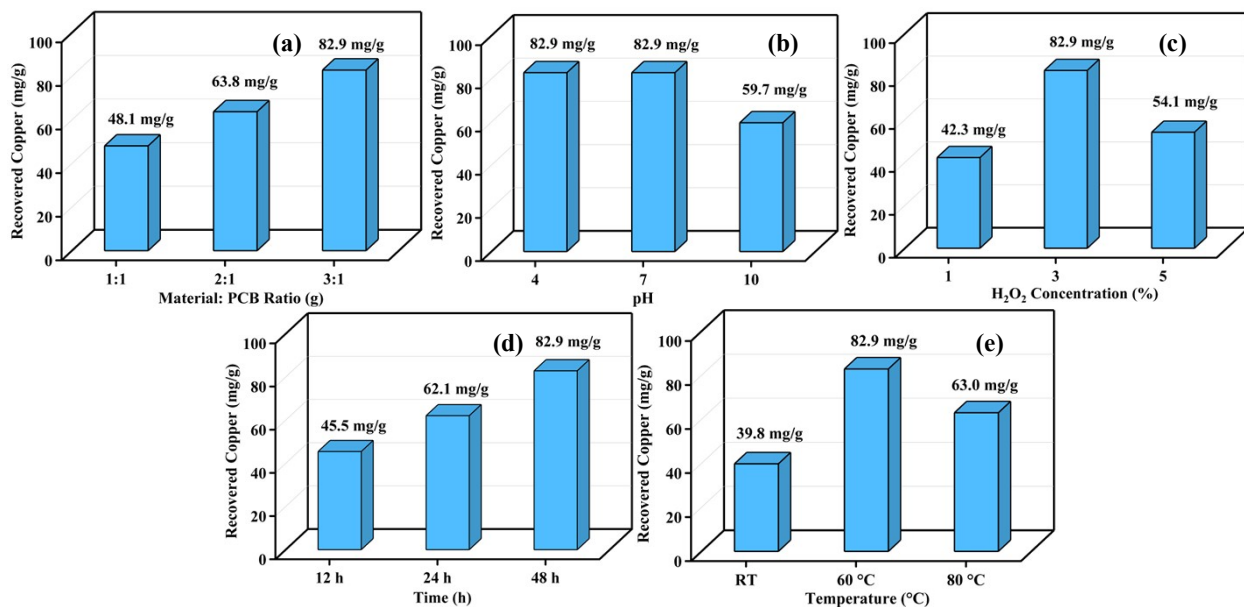 (a)
Recovered Copper (mg/g)
100
80
60
40
20
0
48.1 mg/g
63.8 mg/g
82.9 mg/g
1:1
2:1
3:1
Material: PCB Ratio (g)
(b)
Recovered Copper (mg/g)
100
80
60
40
20
0
82.9 mg/g
82.9 mg/g
59.7 mg/g
4
7
10
pH
(c)
Recovered Copper (mg/g)
100
80
60
40
20
0
42.3 mg/g
82.9 mg/g
54.1 mg/g
1
3
5
H₂O₂ Concentration (%)
(d)
Recovered Copper (mg/g)
100
80
60
40
20
0
45.5 mg/g
62.1 mg/g
82.9 mg/g
12 h
24 h
48 h
Time (h)
(e)
Recovered Copper (mg/g)
100
80
60
40
20
0
39.8 mg/g
82.9 mg/g
63.0 mg/g
RT
60 °C
80 °C
Temperature (°C)